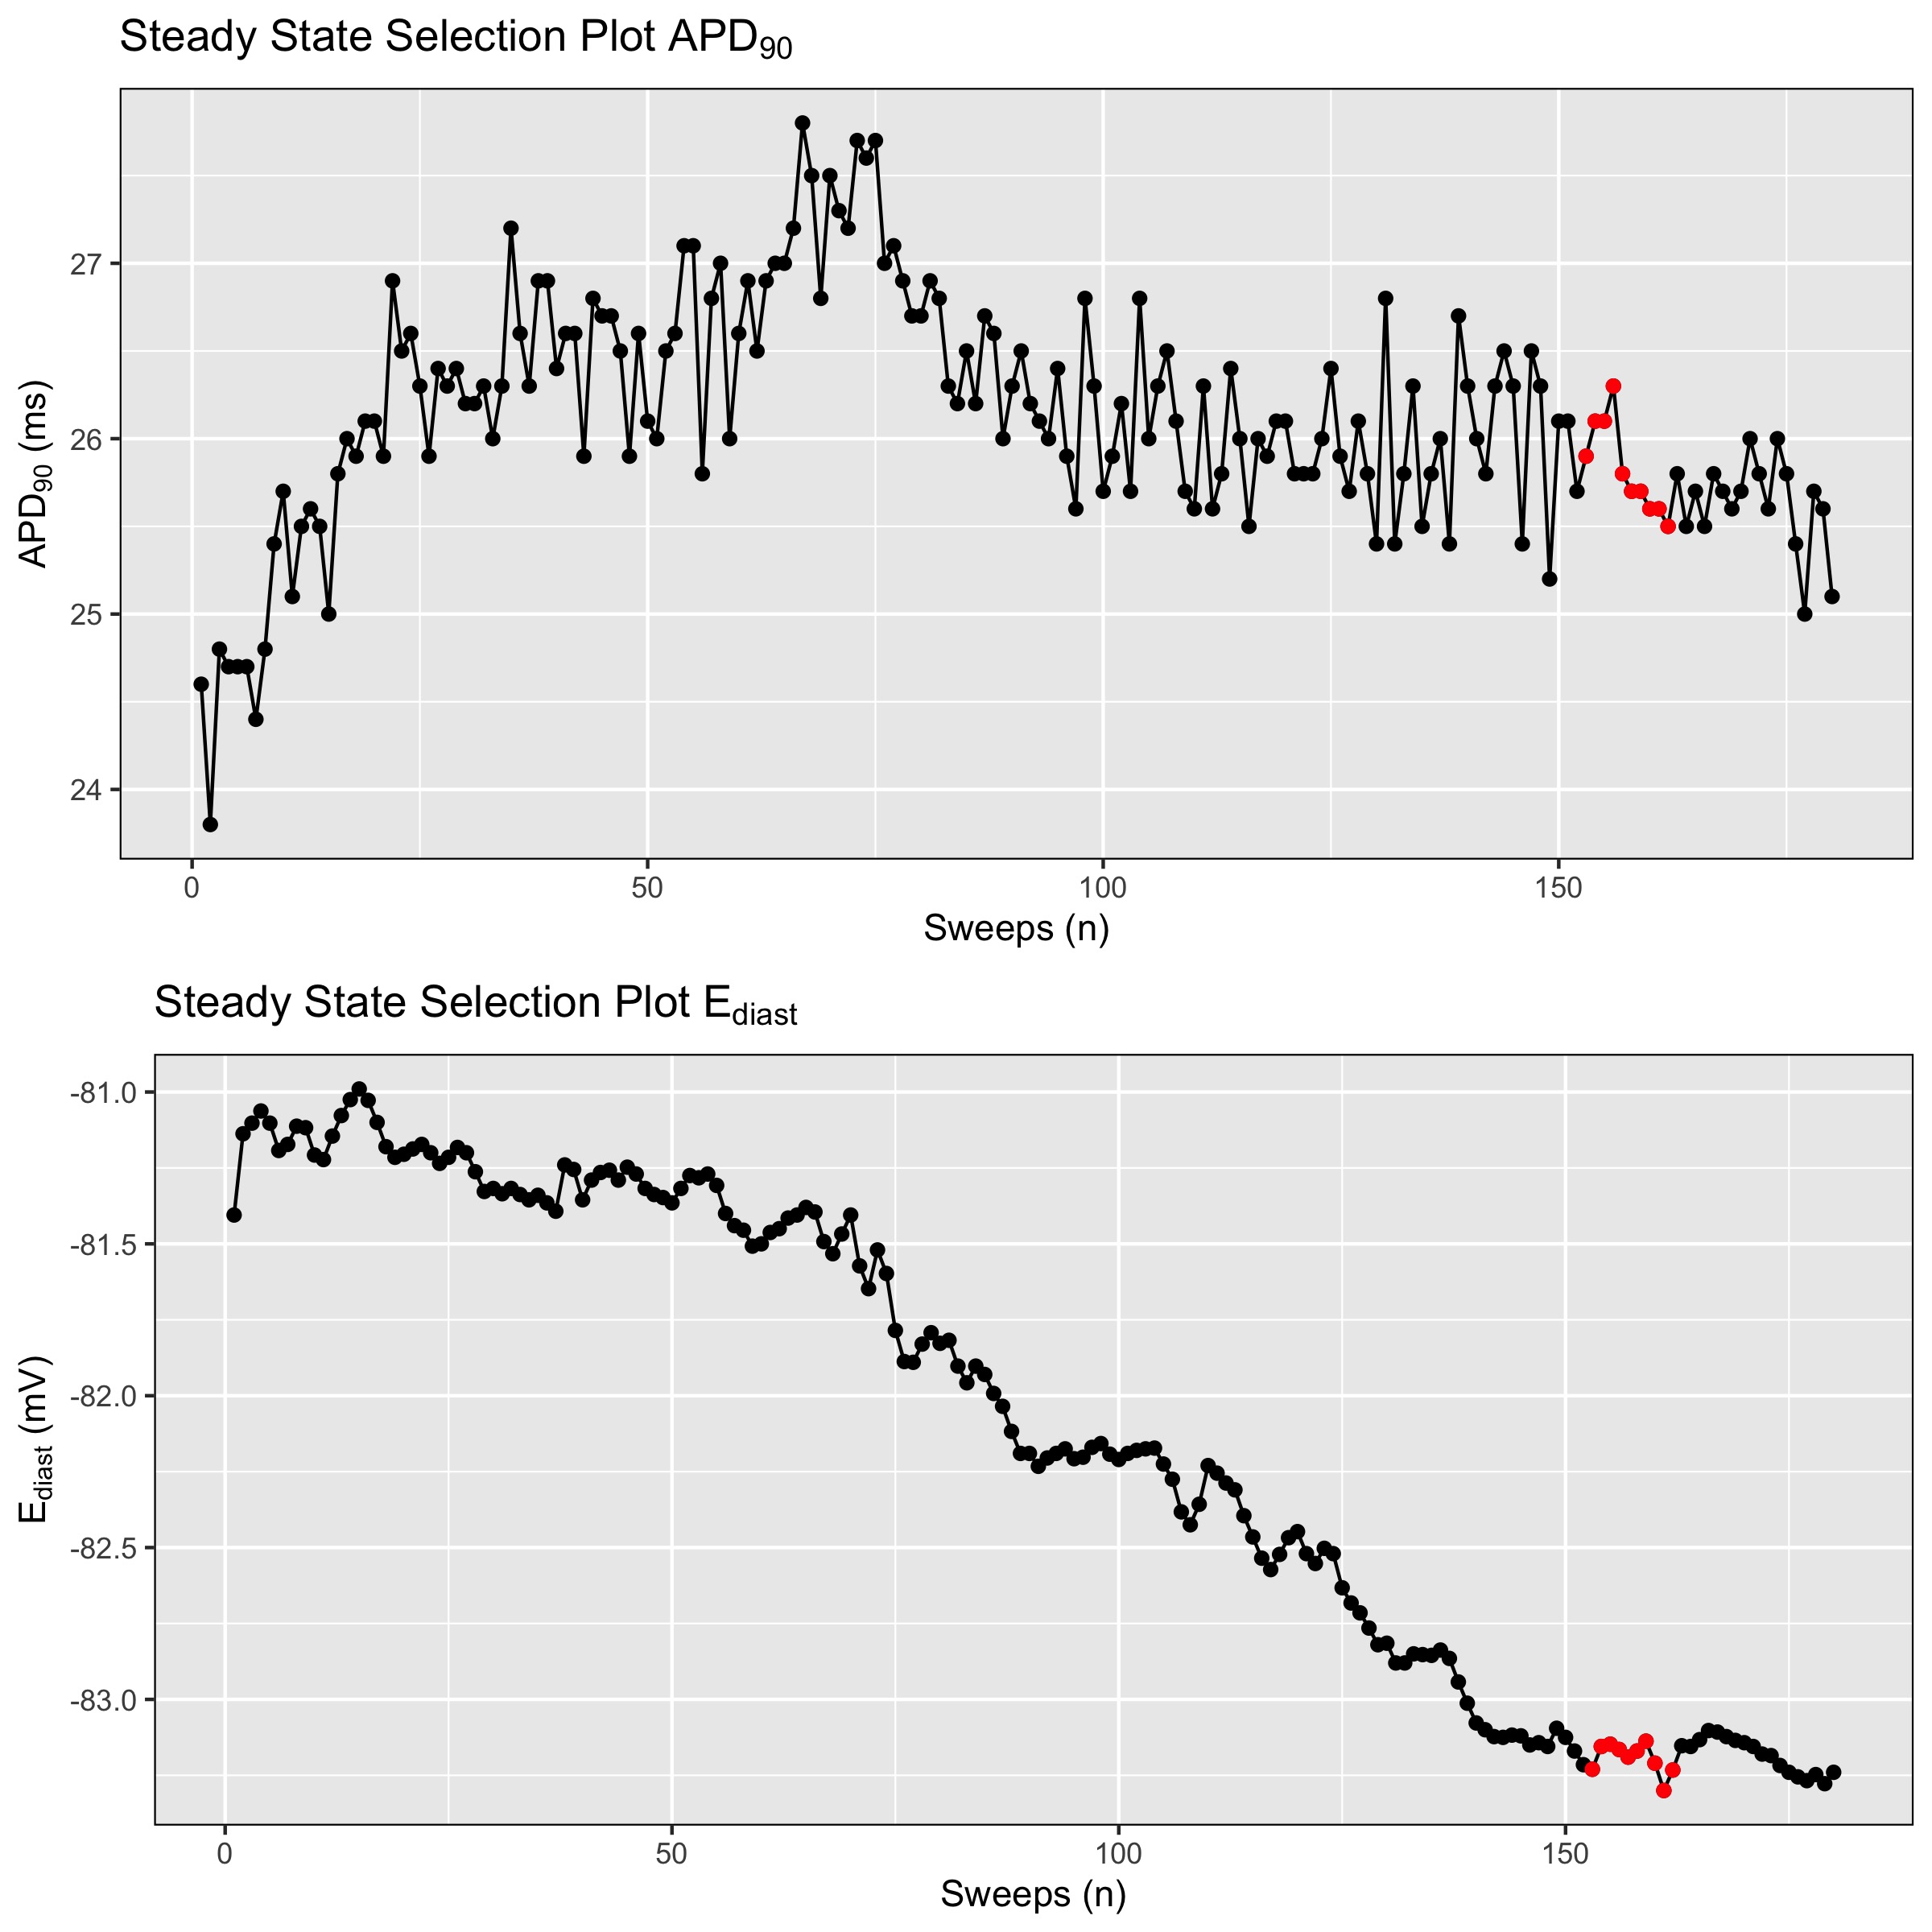 Steady State Selection Plot APD90
27
26
25
24
APD90 (ms)
0 50 100 150
Sweeps (n)
Steady State Selection Plot Ediast
-81.0
-81.5
-82.0
-82.5
-83.0
Ediast (mV)
0 50 100 150
Sweeps (n)